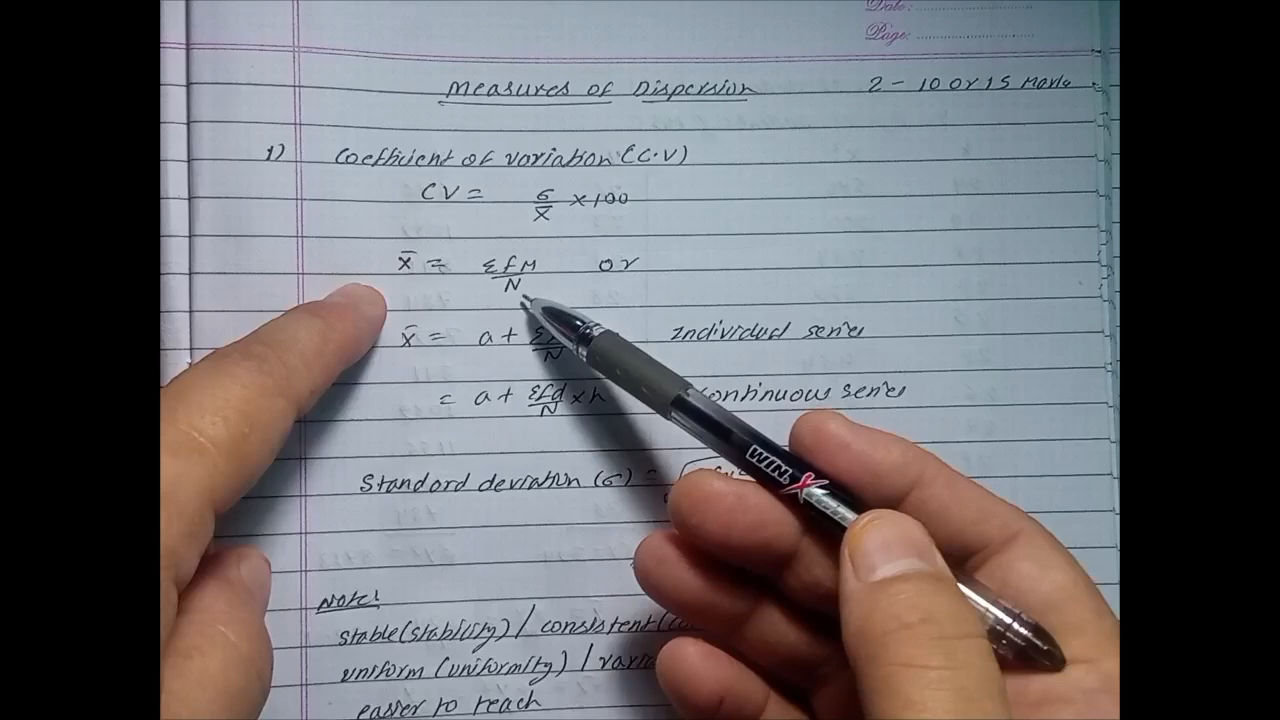 Date: ........................
Page: ........................
Measures of Dispersion 2 - 10 or 15 Marks
1) Coefficient of variation (C.V)
CV = σ/x̄ × 100
x̄ = Σfm/N or
x̄ = a + Individual series
= a + Σfd/N × h continuous series
Standard deviation (σ) =
WIN X
Note:
stable(stability) / consistent
uniform (uniformity) /
easier to reach